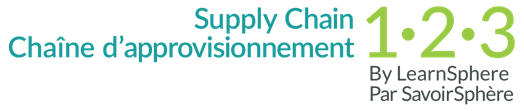 Supply Chain
Chaîne d’approvisionnement
1•2•3
By LearnSphere
Par SavoirSphère